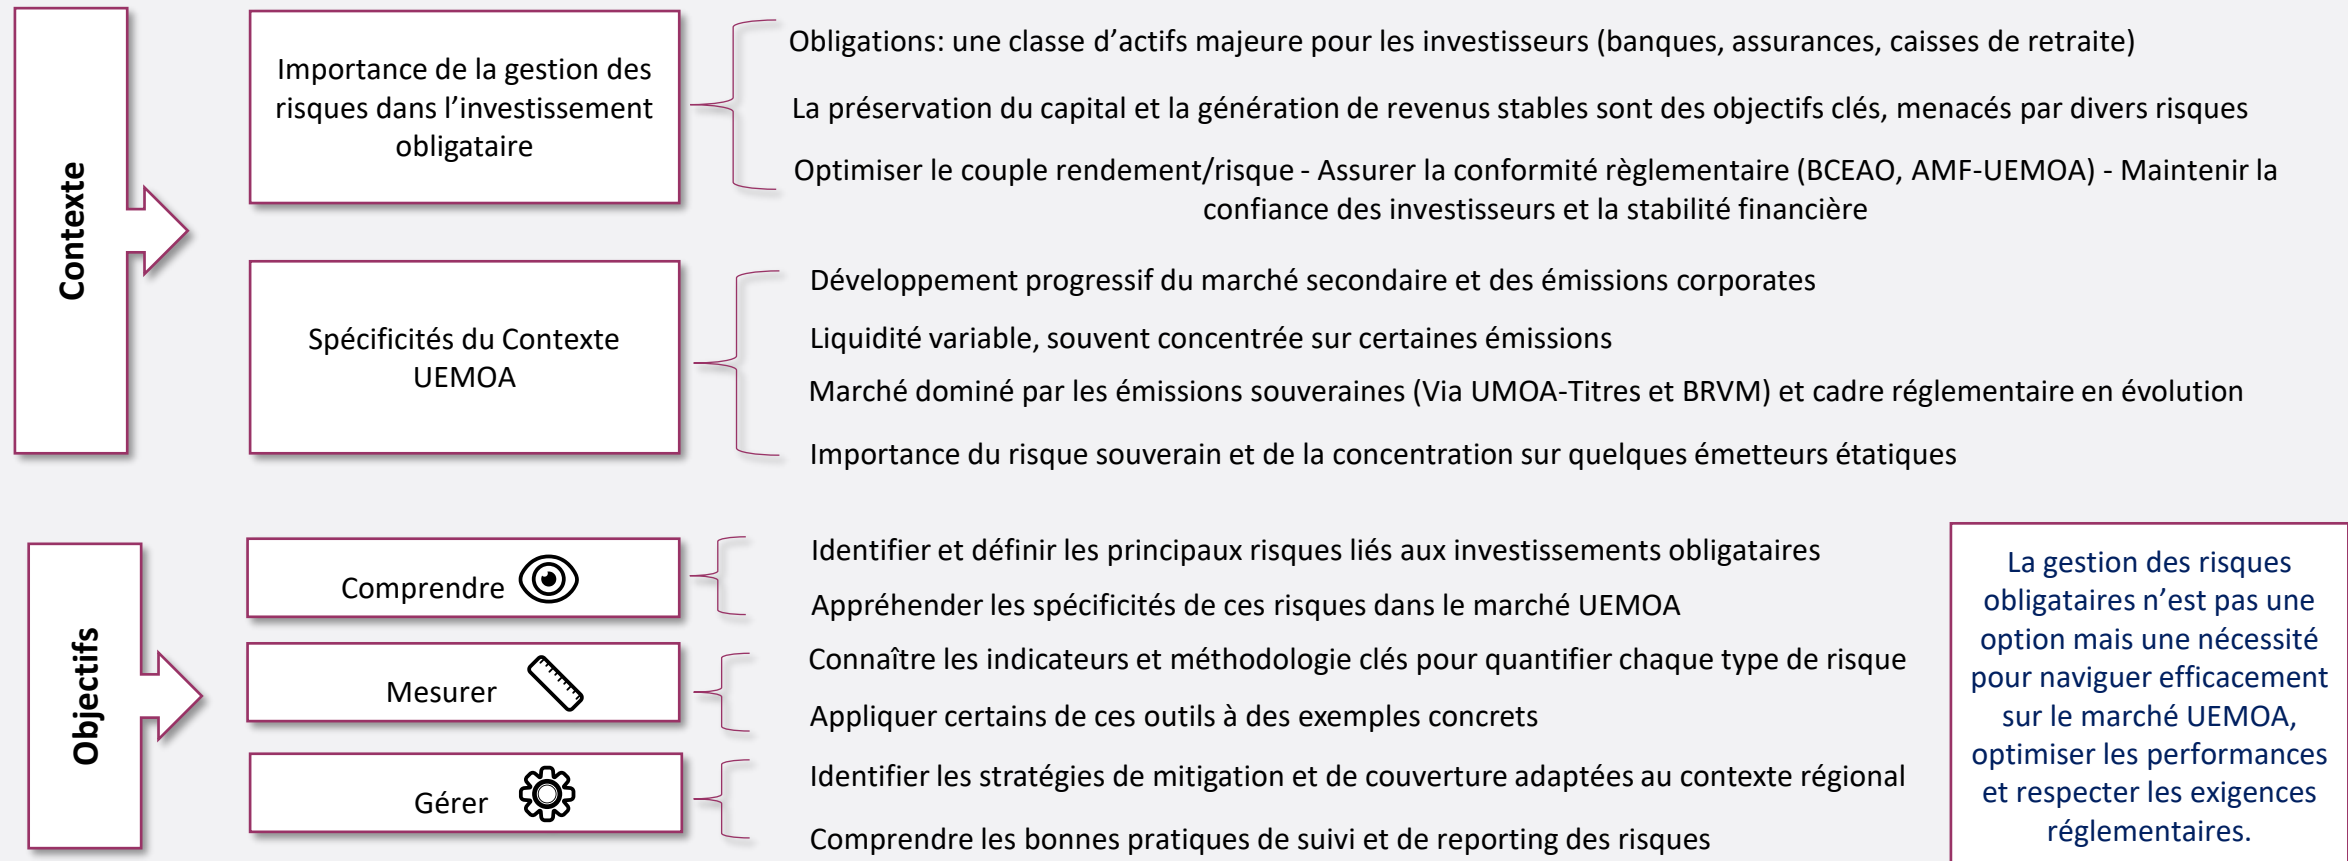 Contexte
Importance de la gestion des
risques dans l’investissement
obligataire
Obligations: une classe d’actifs majeure pour les investisseurs (banques, assurances, caisses de retraite)
La préservation du capital et la génération de revenus stables sont des objectifs clés, menacés par divers risques
Optimiser le couple rendement/risque - Assurer la conformité règlementaire (BCEAO, AMF-UEMOA) - Maintenir la
confiance des investisseurs et la stabilité financière
Spécificités du Contexte
UEMOA
Développement progressif du marché secondaire et des émissions corporates
Liquidité variable, souvent concentrée sur certaines émissions
Marché dominé par les émissions souveraines (Via UMOA-Titres et BRVM) et cadre réglementaire en évolution
Importance du risque souverain et de la concentration sur quelques émetteurs étatiques
Objectifs
Comprendre
Identifier et définir les principaux risques liés aux investissements obligataires
Appréhender les spécificités de ces risques dans le marché UEMOA
Mesurer
Connaître les indicateurs et méthodologie clés pour quantifier chaque type de risque
Appliquer certains de ces outils à des exemples concrets
Gérer
Identifier les stratégies de mitigation et de couverture adaptées au contexte régional
Comprendre les bonnes pratiques de suivi et de reporting des risques
La gestion des risques
obligataires n’est pas une
option mais une nécessité
pour naviguer efficacement
sur le marché UEMOA,
optimiser les performances
et respecter les exigences
réglementaires.